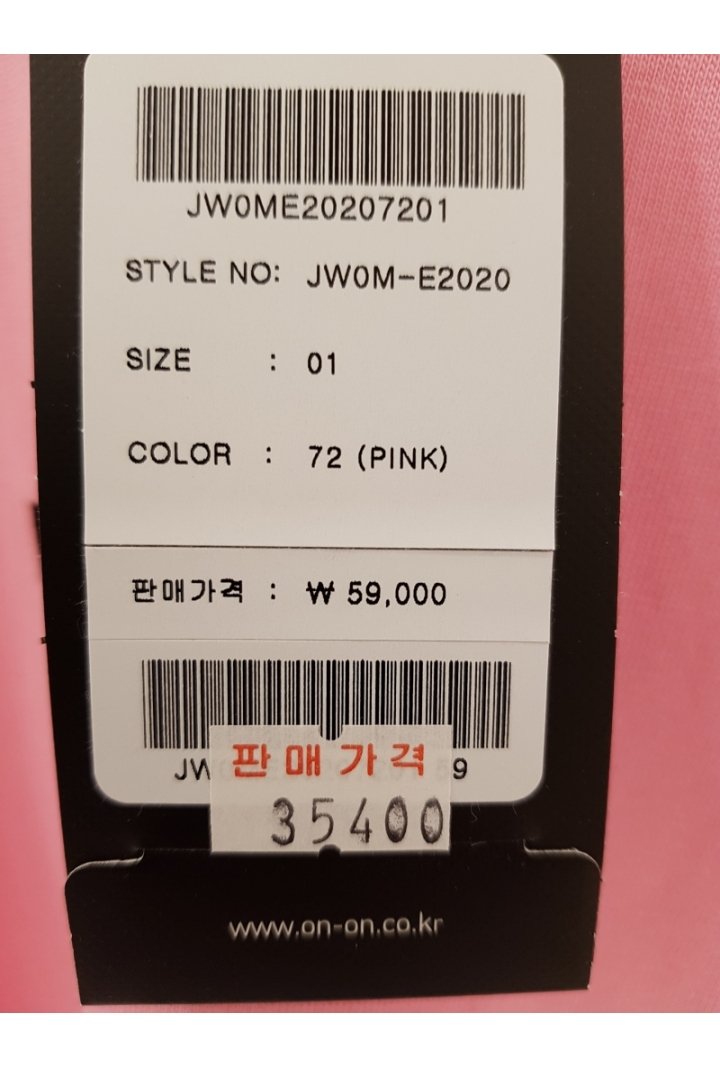 JW0ME20207201
STYLE NO: JW0M-E2020
SIZE : 01
COLOR : 72 (PINK)
판매가격 : ₩ 59,000
판매가격
35400
www.on-on.co.kr